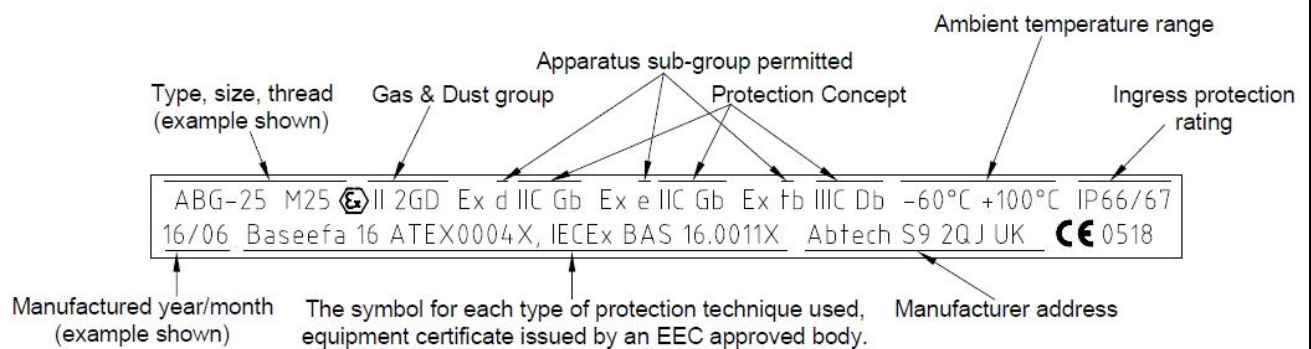 Ambient temperature range
Apparatus sub-group permitted
Type, size, thread
(example shown)
Gas & Dust group
Protection Concept
Ingress protection
rating
ABG-25 M25 Ex II 2GD Ex d IIC Gb Ex e IIC Gb Ex tb IIIC Db -60°C +100°C IP66/67
16/06 Baseefa 16 ATEX0004X, IECEx BAS 16.0011X Abtech S9 2QJ UK CE 0518
Manufactured year/month
(example shown)
The symbol for each type of protection technique used,
equipment certificate issued by an EEC approved body.
Manufacturer address